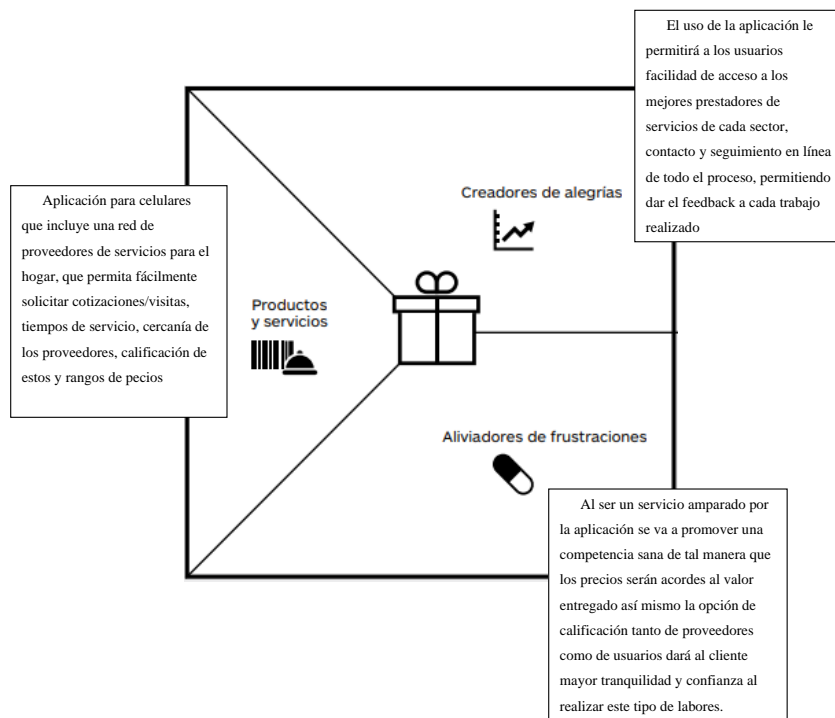 El uso de la aplicación le
permitirá a los usuarios
facilidad de acceso a los
mejores prestadores de
servicios de cada sector,
contacto y seguimiento en línea
de todo el proceso, permitiendo
dar el feedback a cada trabajo
realizado
Creadores de alegrías
Aplicación para celulares
que incluye una red de
proveedores de servicios para el
hogar, que permita fácilmente
solicitar cotizaciones/visitas,
tiempos de servicio, cercanía de
los proveedores, calificación de
estos y rangos de pecios
Productos
y servicios
Aliviadores de frustraciones
Al ser un servicio amparado por
la aplicación se va a promover una
competencia sana de tal manera que
los precios serán acordes al valor
entregado así mismo la opción de
calificación tanto de proveedores
como de usuarios dará al cliente
mayor tranquilidad y confianza al
realizar este tipo de labores.